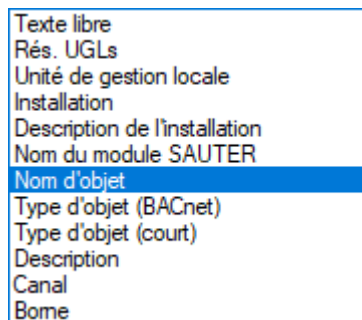 Texte libre
Rés. UGLs
Unité de gestion locale
Installation
Description de l'installation
Nom du module SAUTER
Nom d'objet
Type d'objet (BACnet)
Type d'objet (court)
Description
Canal
Borne